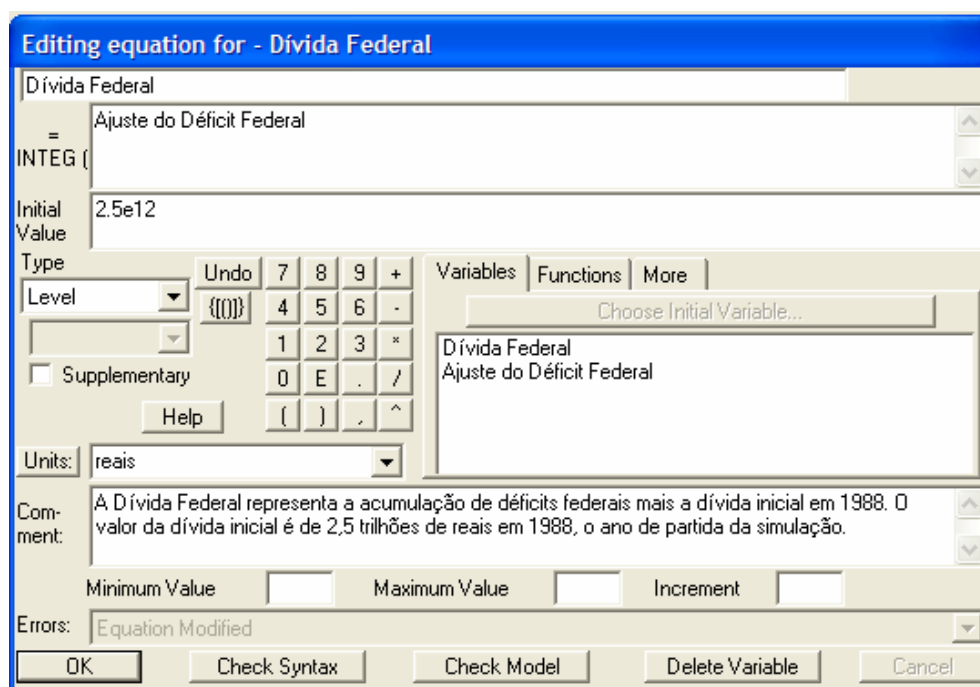 Editing equation for - Dívida Federal
Dívida Federal
= INTEG (
Ajuste do Déficit Federal
Initial Value
2.5e12
Type
Level
Undo 7 8 9 +
{[()]} 4 5 6 -
1 2 3 *
0 E . /
( ) , ^
Supplementary
Help
Variables Functions More
Choose Initial Variable...
Dívida Federal
Ajuste do Déficit Federal
Units: reais
Com-
ment:
A Dívida Federal representa a acumulação de déficits federais mais a dívida inicial em 1988. O
valor da dívida inicial é de 2,5 trilhões de reais em 1988, o ano de partida da simulação.
Minimum Value Maximum Value Increment
Errors: Equation Modified
OK Check Syntax Check Model Delete Variable Cancel